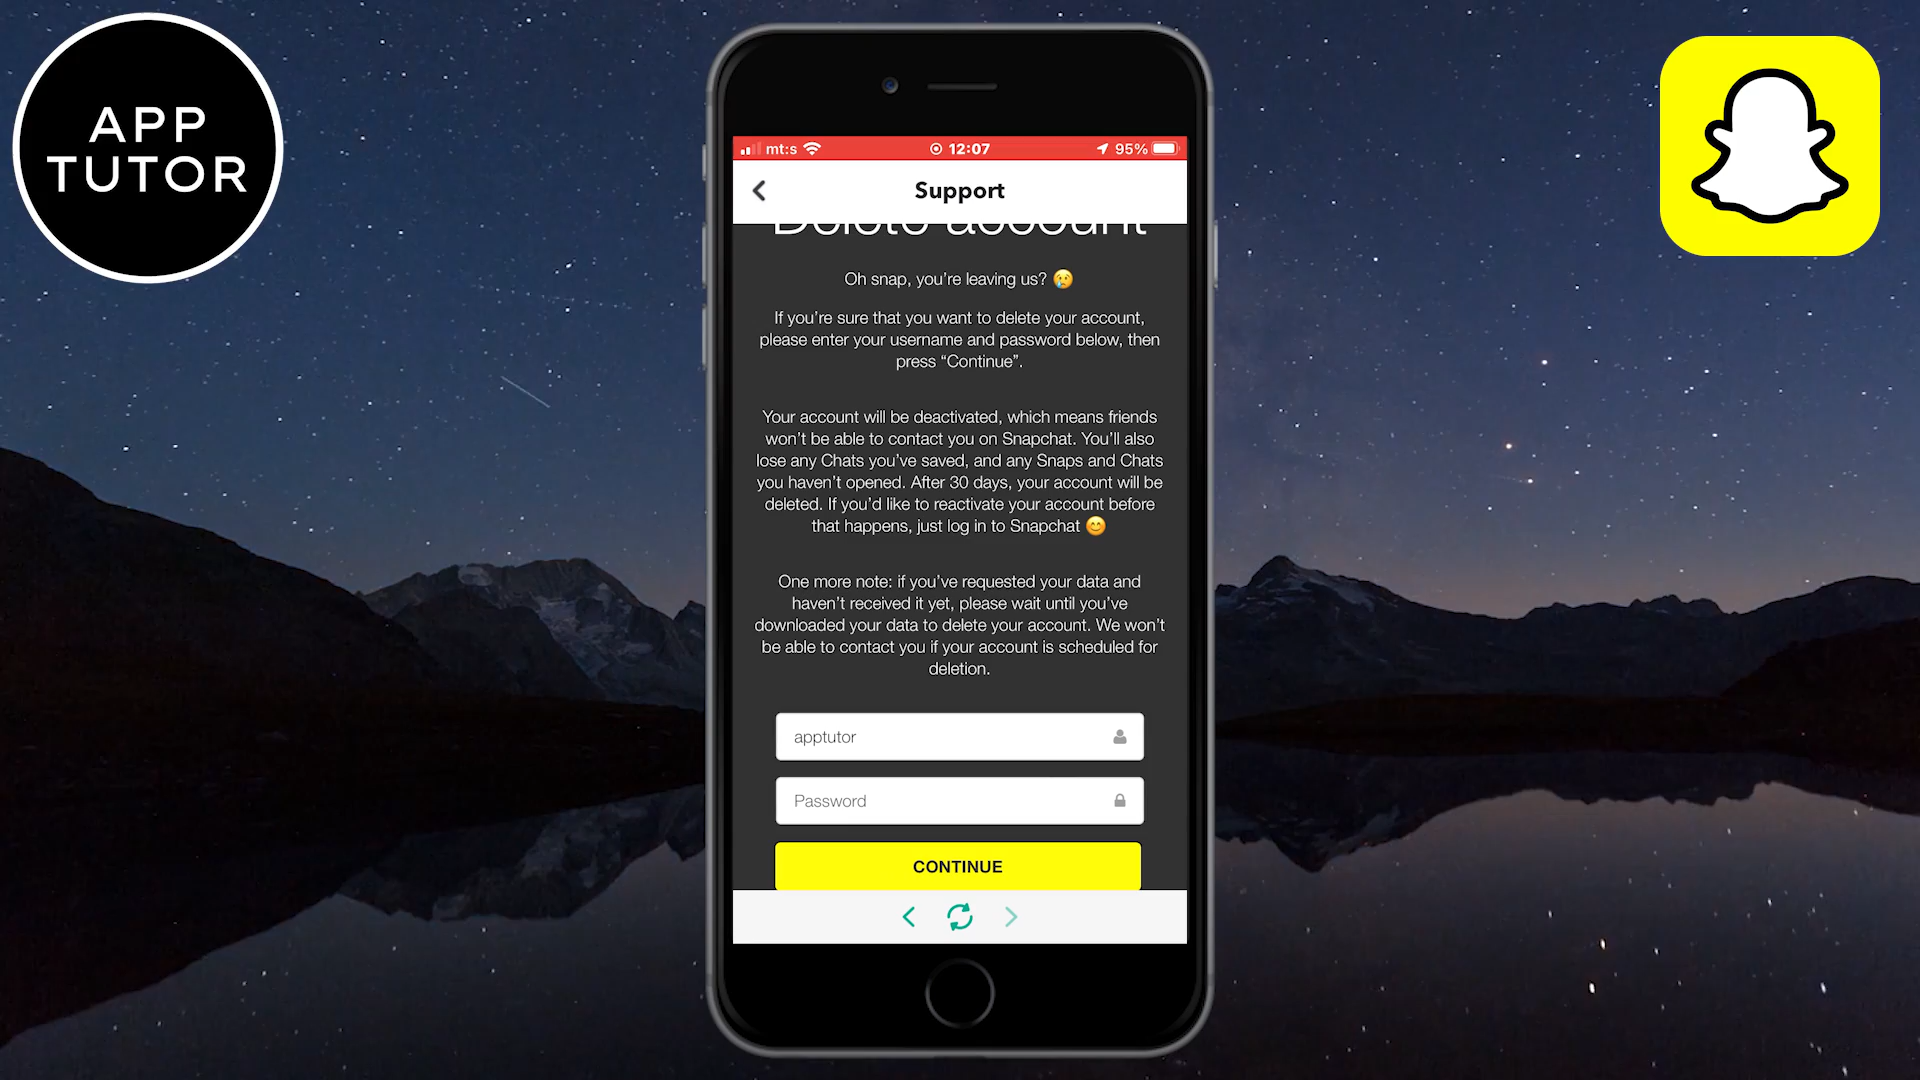 APP
TUTOR
mt:s
12:07
95%
Support
Delete account
Oh snap, you're leaving us? 😢
If you're sure that you want to delete your account,
please enter your username and password below, then
press “Continue”.
Your account will be deactivated, which means friends
won't be able to contact you on Snapchat. You'll also
lose any Chats you've saved, and any Snaps and Chats
you haven't opened. After 30 days, your account will be
deleted. If you'd like to reactivate your account before
that happens, just log in to Snapchat 😊
One more note: if you've requested your data and
haven't received it yet, please wait until you've
downloaded your data to delete your account. We won't
be able to contact you if your account is scheduled for
deletion.
apptutor
Password
CONTINUE